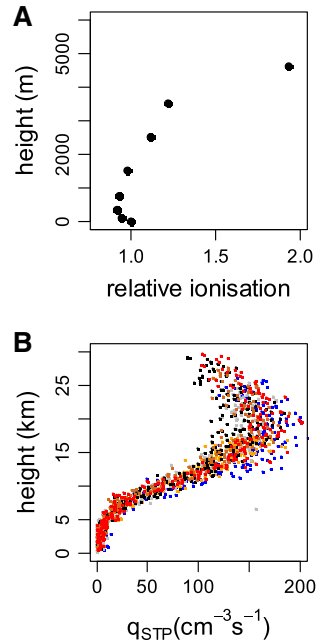 A
height (m)
5000
2000
0
1.0 1.5 2.0
relative ionisation
B
height (km)
25
15
5
0
0 50 100 200
qSTP(cm−3s−1)